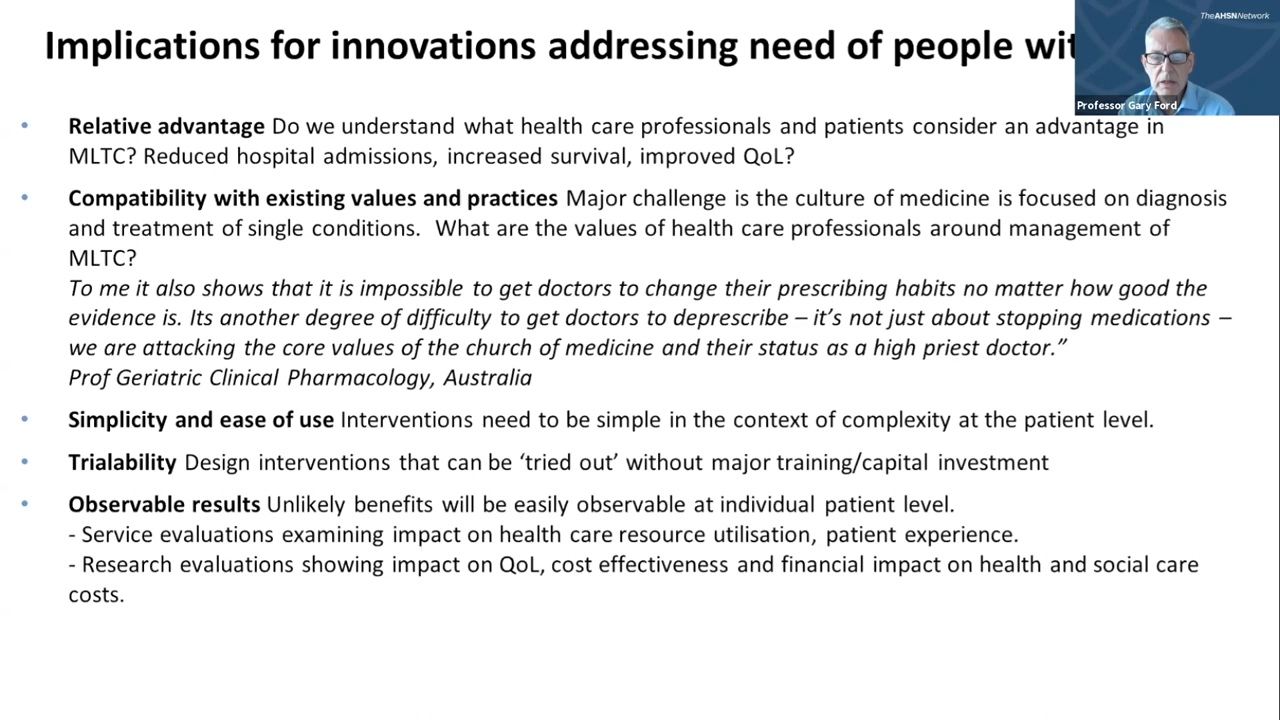 Implications for innovations addressing need of people
TheAHSNNetwork
Professor Gary Ford
• Relative advantage Do we understand what health care professionals and patients consider an advantage in
MLTC? Reduced hospital admissions, increased survival, improved QoL?
• Compatibility with existing values and practices Major challenge is the culture of medicine is focused on diagnosis
and treatment of single conditions. What are the values of health care professionals around management of
MLTC?
To me it also shows that it is impossible to get doctors to change their prescribing habits no matter how good the
evidence is. Its another degree of difficulty to get doctors to deprescribe – it’s not just about stopping medications –
we are attacking the core values of the church of medicine and their status as a high priest doctor.”
Prof Geriatric Clinical Pharmacology, Australia
• Simplicity and ease of use Interventions need to be simple in the context of complexity at the patient level.
• Trialability Design interventions that can be ‘tried out’ without major training/capital investment
• Observable results Unlikely benefits will be easily observable at individual patient level.
- Service evaluations examining impact on health care resource utilisation, patient experience.
- Research evaluations showing impact on QoL, cost effectiveness and financial impact on health and social care
costs.